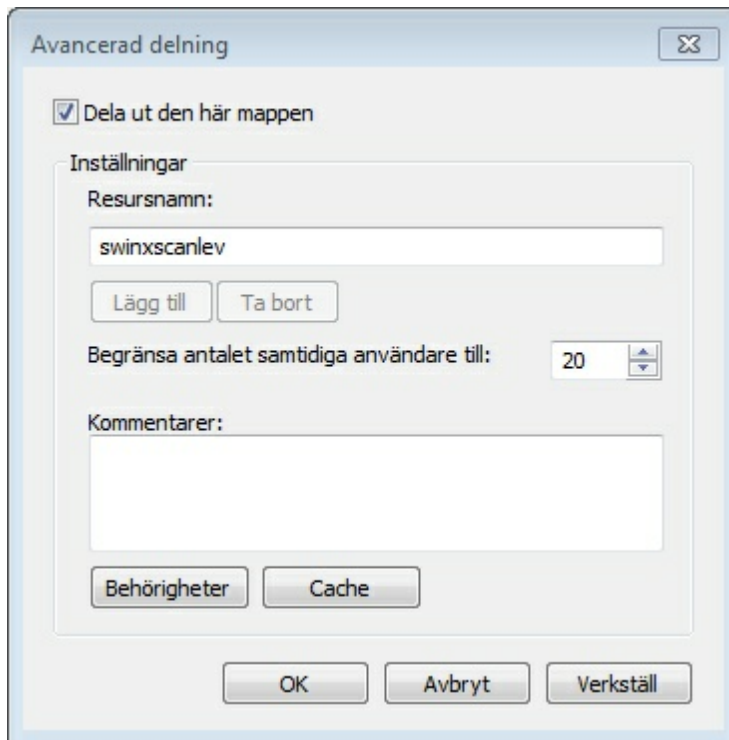 Avancerad delning
Dela ut den här mappen
Inställningar
Resursnamn:
swinxscanlev
Lägg till Ta bort
Begränsa antalet samtidiga användare till: 20
Kommentarer:
Behörigheter Cache
OK Avbryt Verkställ